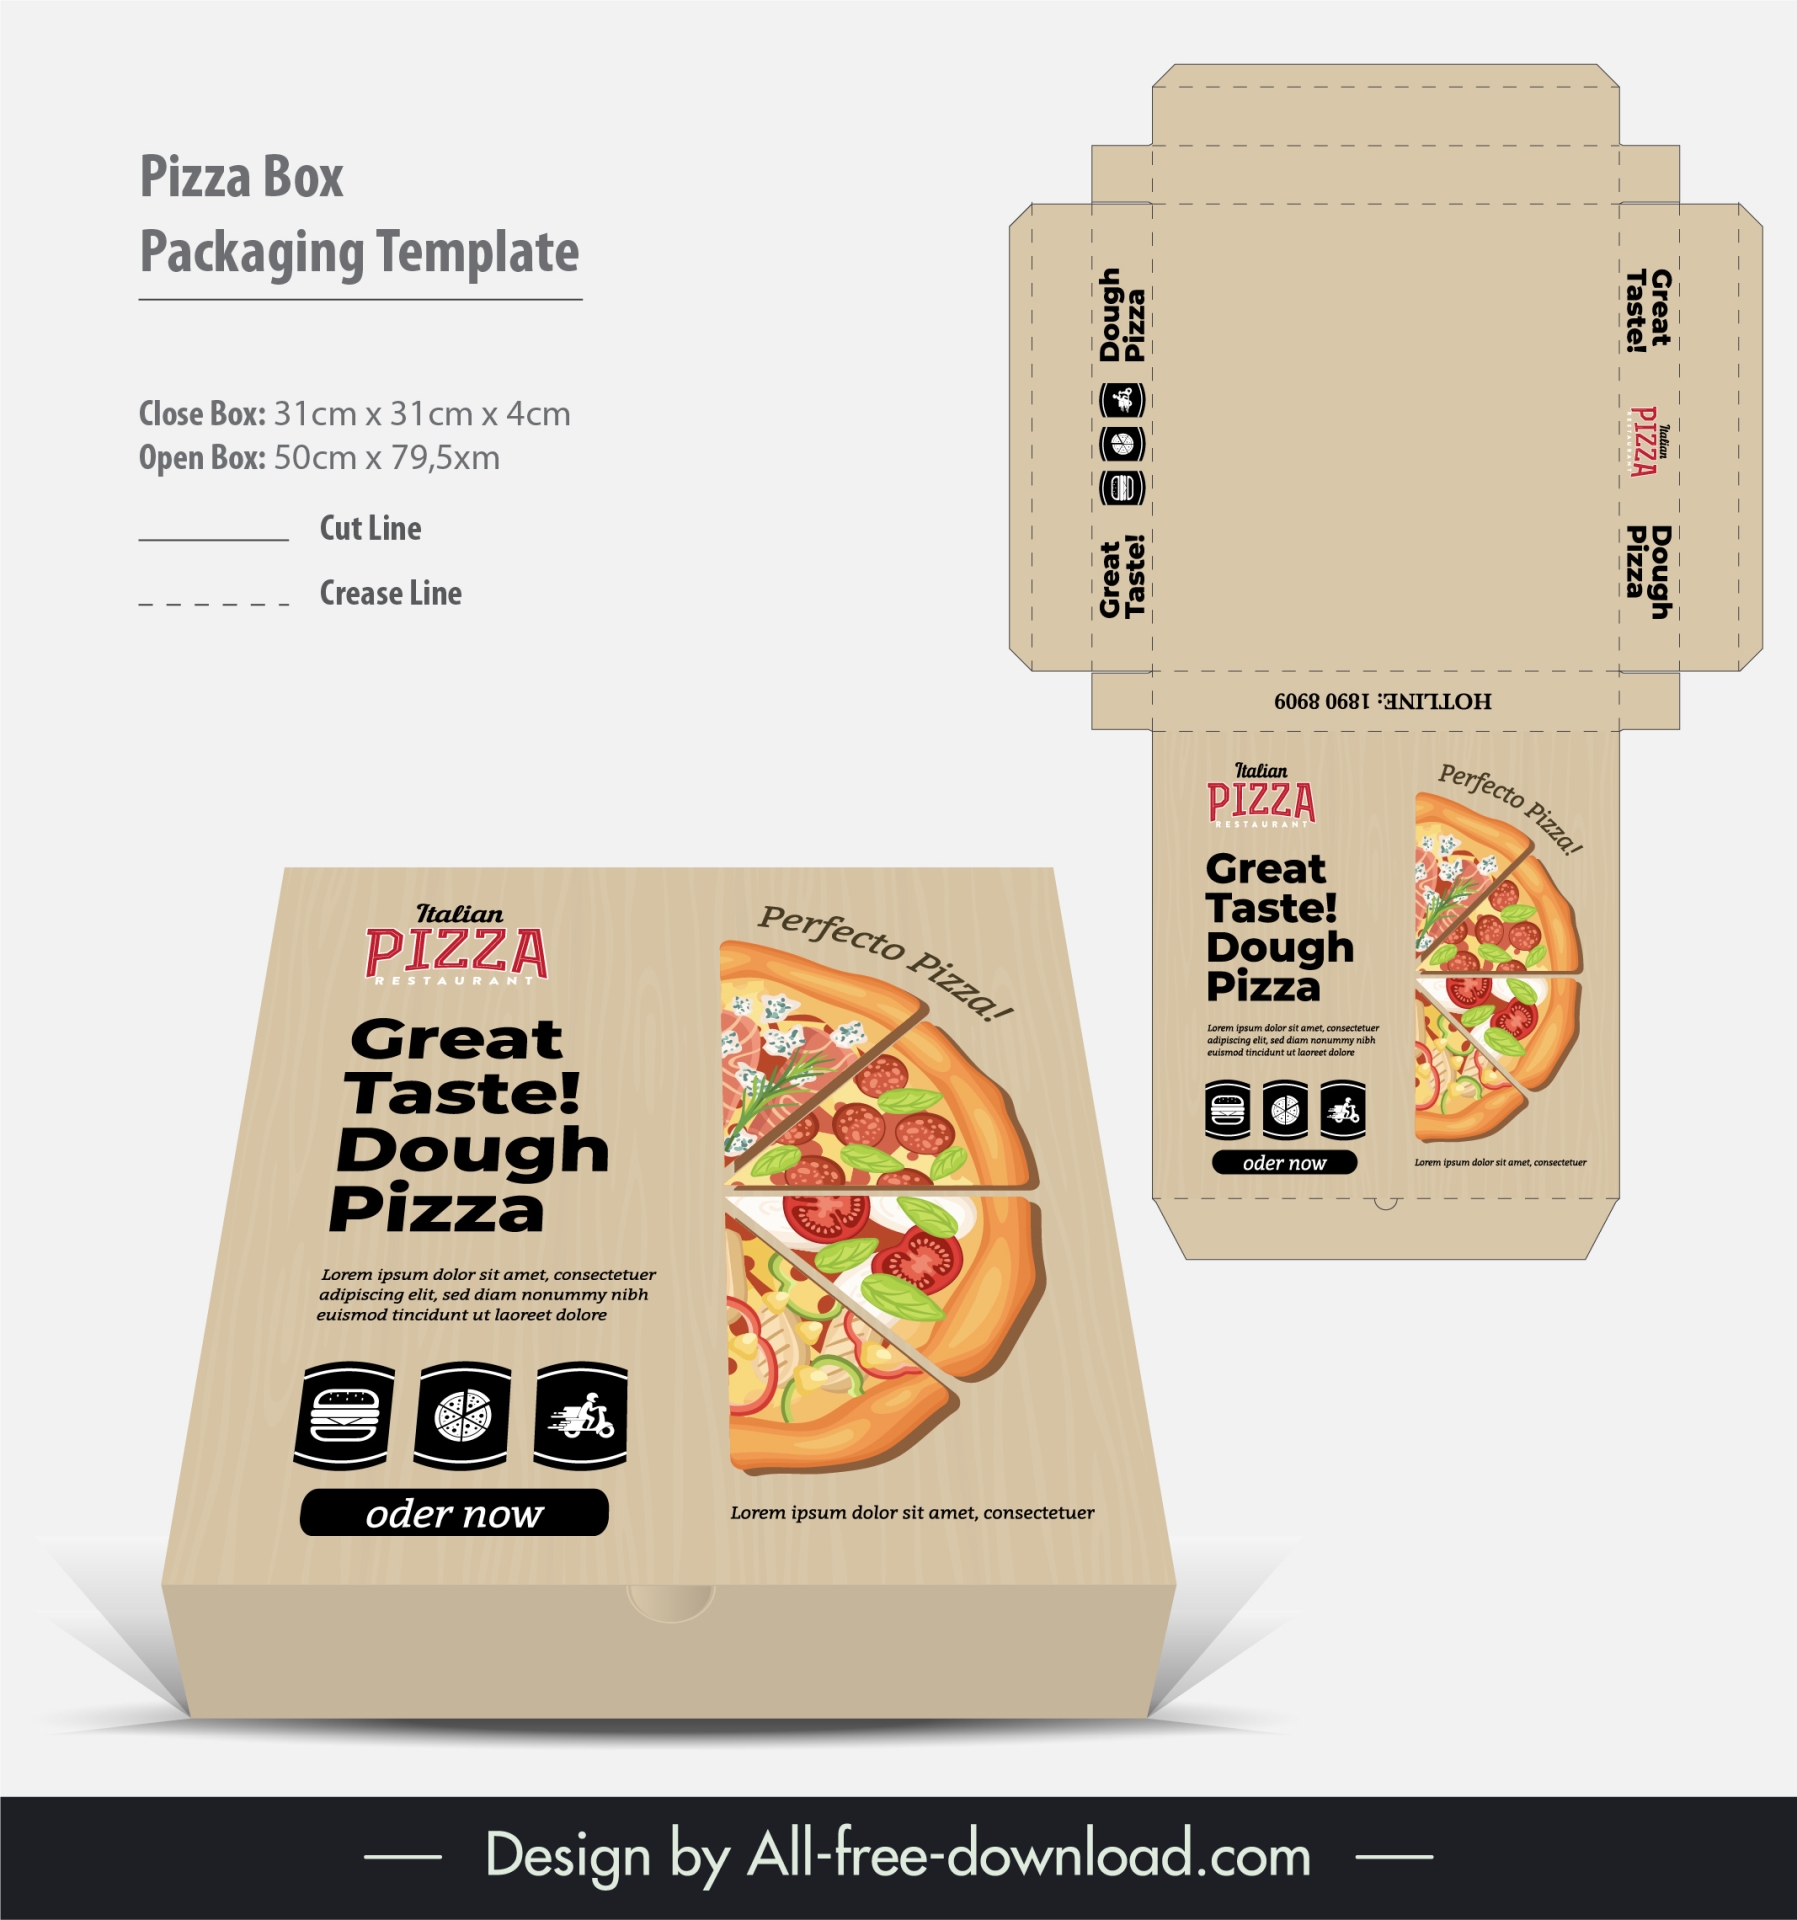 Pizza Box
Packaging Template
Close Box: 31cm x 31cm x 4cm
Open Box: 50cm x 79,5xm
Cut Line
Crease Line
Dough
Pizza
Great
Taste!
Great
Taste!
Italian
PIZZA
RESTAURANT
Dough
Pizza
HOTLINE: 1890 8909
Italian
PIZZA
RESTAURANT
Perfecto Pizza!
Great
Taste!
Dough
Pizza
Lorem ipsum dolor sit amet, consectetuer
adipiscing elit, sed diam nonummy nibh
euismod tincidunt ut laoreet dolore
oder now
Lorem ipsum dolor sit amet, consectetuer
Italian
PIZZA
RESTAURANT
Perfecto Pizza!
Great
Taste!
Dough
Pizza
Lorem ipsum dolor sit amet, consectetuer
adipiscing elit, sed diam nonummy nibh
euismod tincidunt ut laoreet dolore
oder now
Lorem ipsum dolor sit amet, consectetuer
Design by All-free-download.com